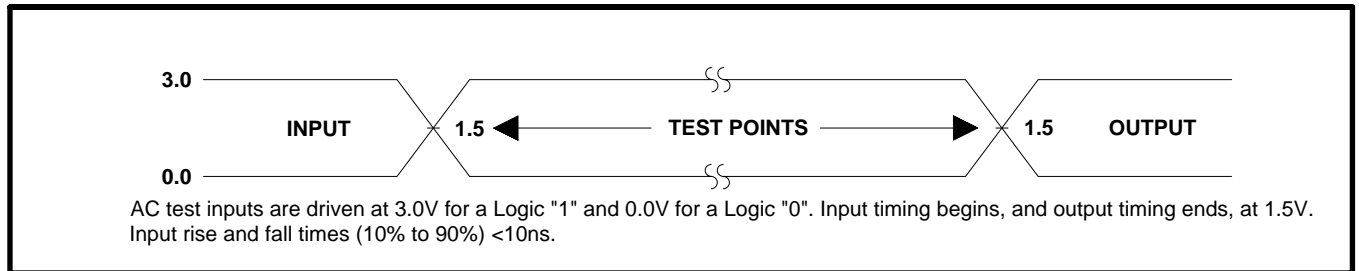 3.0
INPUT 1.5 TEST POINTS 1.5 OUTPUT
0.0
AC test inputs are driven at 3.0V for a Logic "1" and 0.0V for a Logic "0". Input timing begins, and output timing ends, at 1.5V.
Input rise and fall times (10% to 90%) <10ns.